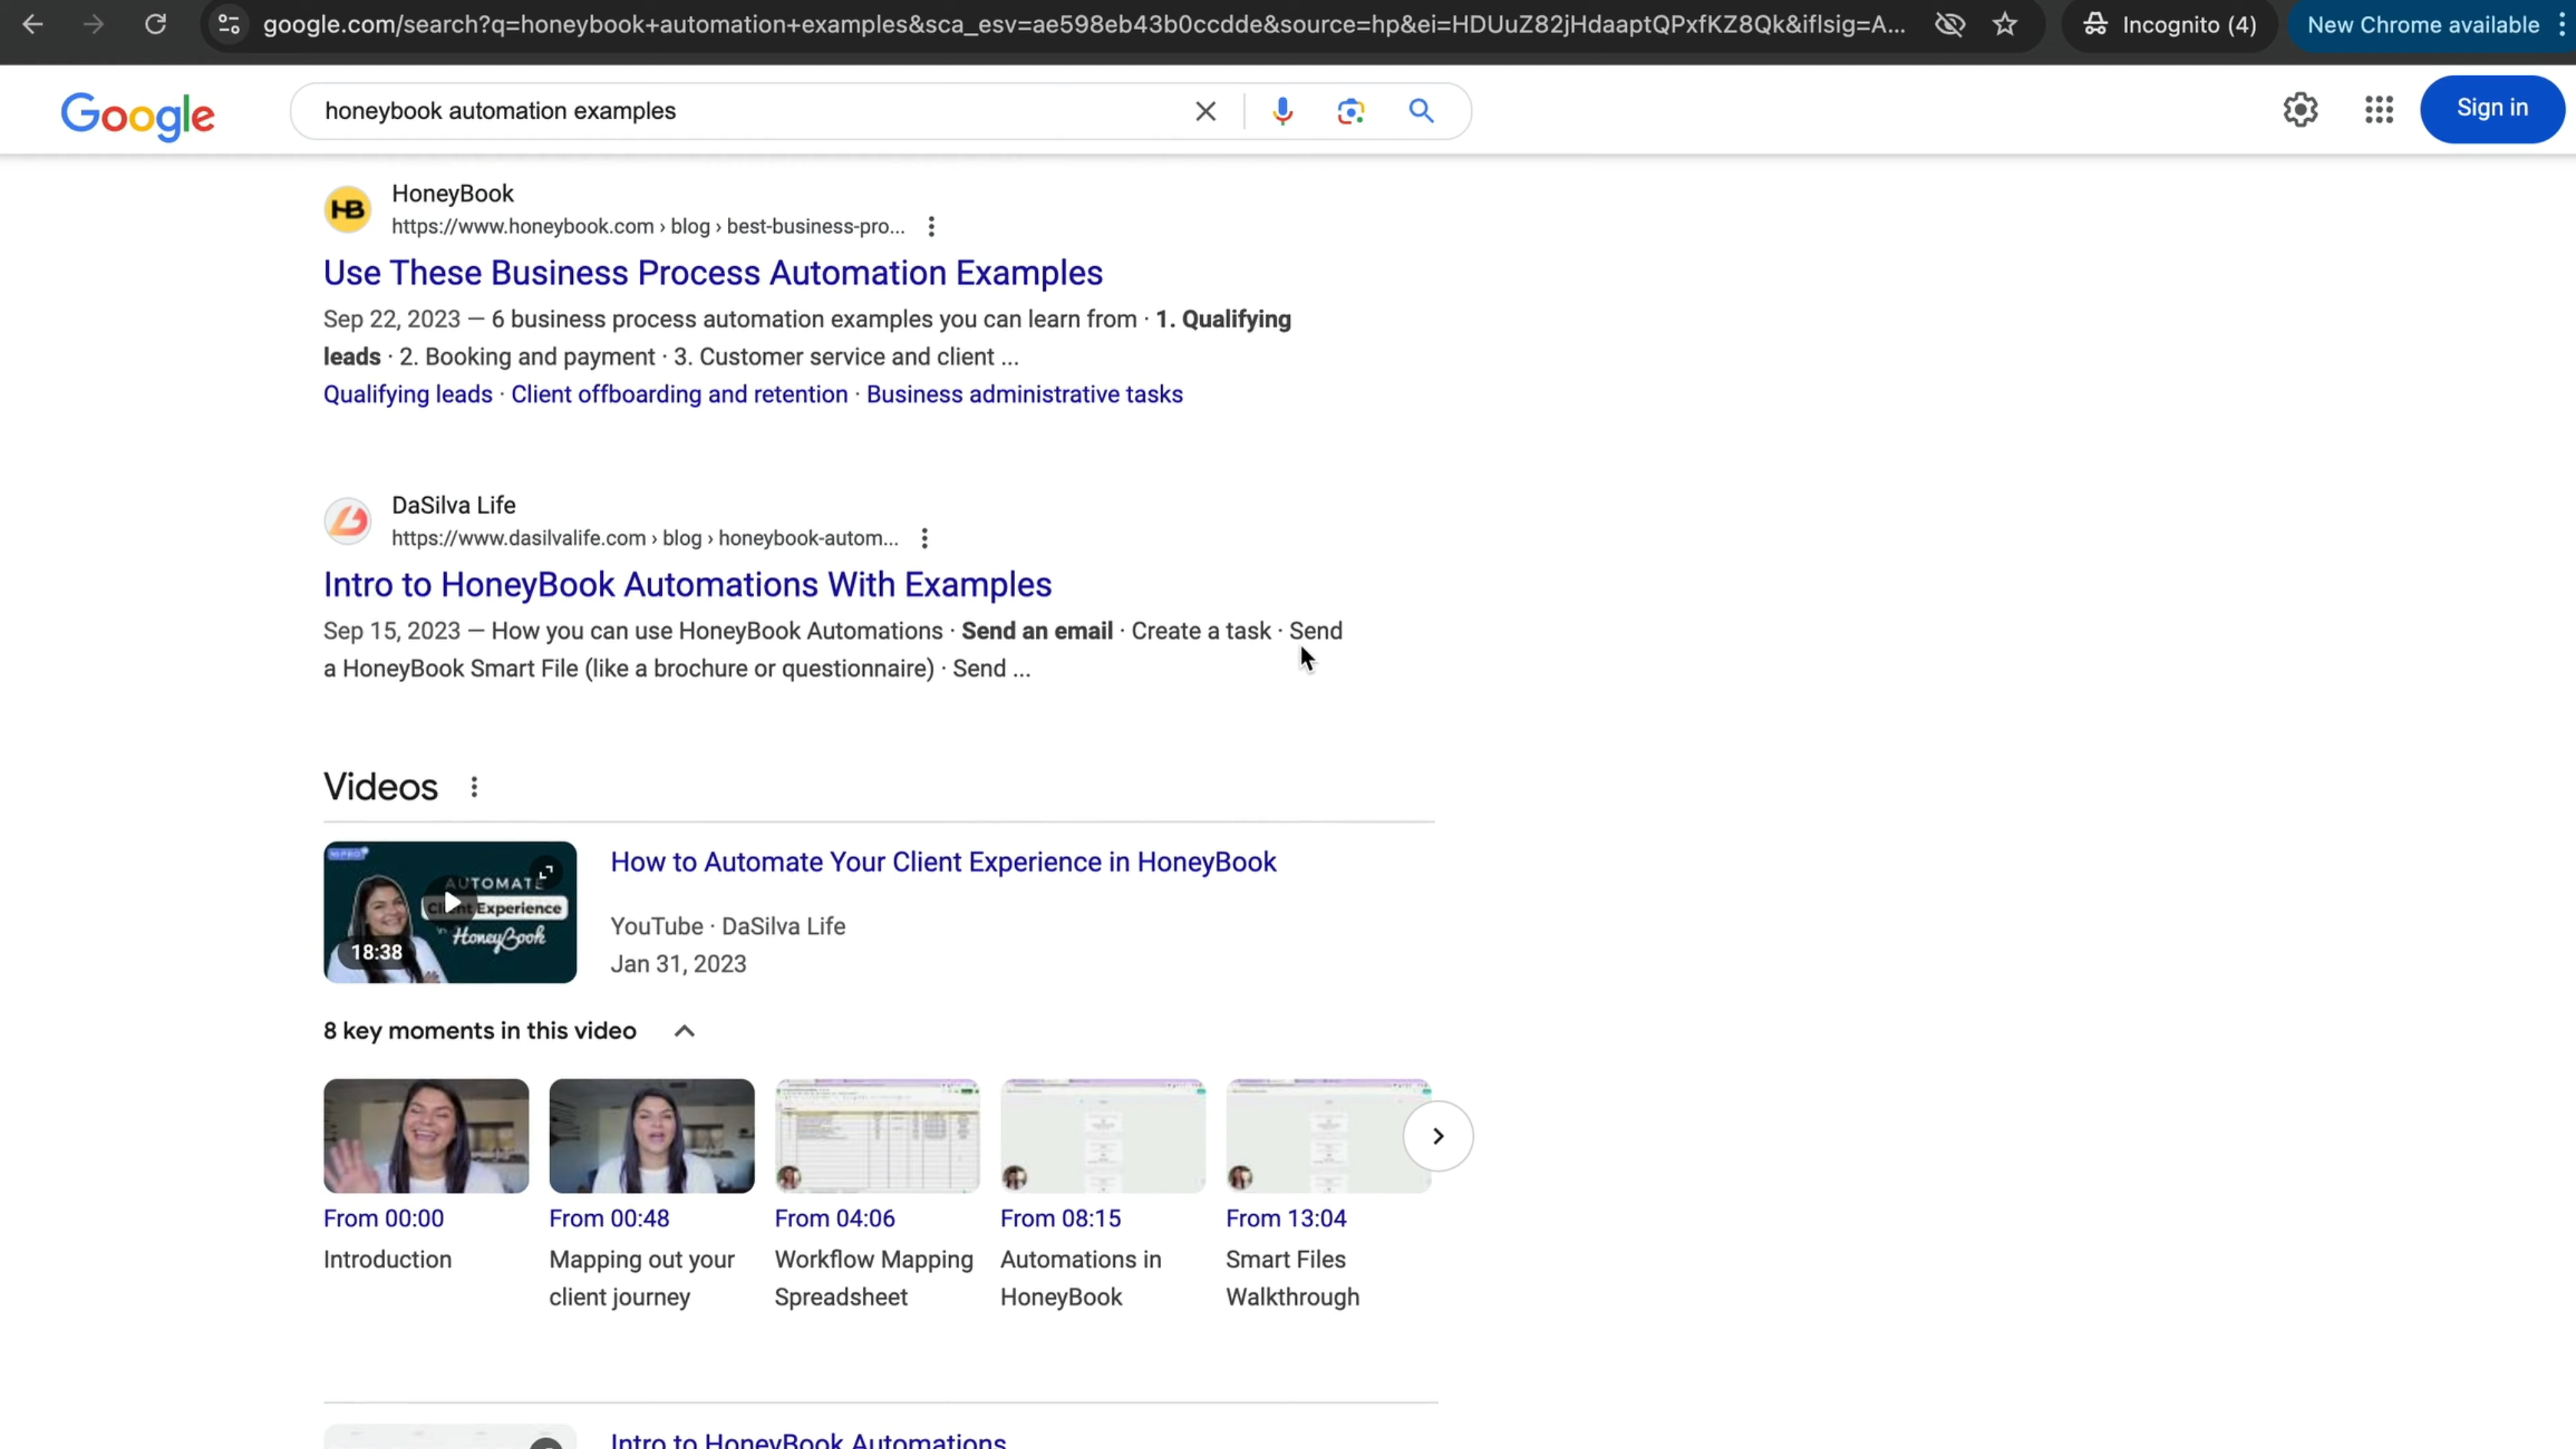 google.com/search?q=honeybook+automation+examples&sca_esv=ae598eb43b0ccdde&source=hp&ei=HDUuZ82jHdaaptQPxfKZ8Qk&iflsig=A...
Incognito (4)
New Chrome available
Google
honeybook automation examples
Sign in
HB
HoneyBook
https://www.honeybook.com › blog › best-business-pro...
Use These Business Process Automation Examples
Sep 22, 2023 — 6 business process automation examples you can learn from · 1. Qualifying
leads · 2. Booking and payment · 3. Customer service and client ...
Qualifying leads · Client offboarding and retention · Business administrative tasks
DaSilva Life
https://www.dasilvalife.com › blog › honeybook-autom...
Intro to HoneyBook Automations With Examples
Sep 15, 2023 — How you can use HoneyBook Automations · Send an email · Create a task · Send
a HoneyBook Smart File (like a brochure or questionnaire) · Send ...
Videos
AUTOMATE
Client Experience
in HoneyBook
18:38
How to Automate Your Client Experience in HoneyBook
YouTube · DaSilva Life
Jan 31, 2023
8 key moments in this video
From 00:00
Introduction
From 00:48
Mapping out your
client journey
From 04:06
Workflow Mapping
Spreadsheet
From 08:15
Automations in
HoneyBook
From 13:04
Smart Files
Walkthrough
Intro to HoneyBook Automations